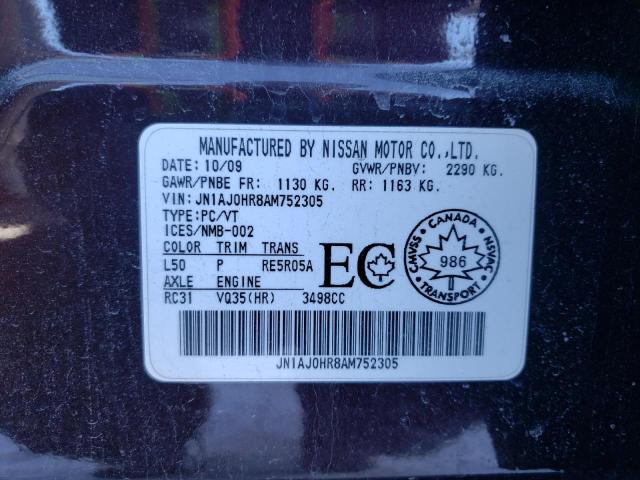 MANUFACTURED BY NISSAN MOTOR CO.,LTD.
DATE: 10/09 GVWR/PNBV: 2290 KG.
GAWR/PNBE FR: 1130 KG. RR: 1163 KG.
VIN: JN1AJ0HR8AM752305
TYPE: PC/VT
ICES/NMB-002
COLOR TRIM TRANS
L50 P RE5R05A
AXLE ENGINE
RC31 VQ35(HR) 3498CC
EC
CANADA
CMVSS
986
NSVAC
TRANSPORT
JN1AJ0HR8AM752305